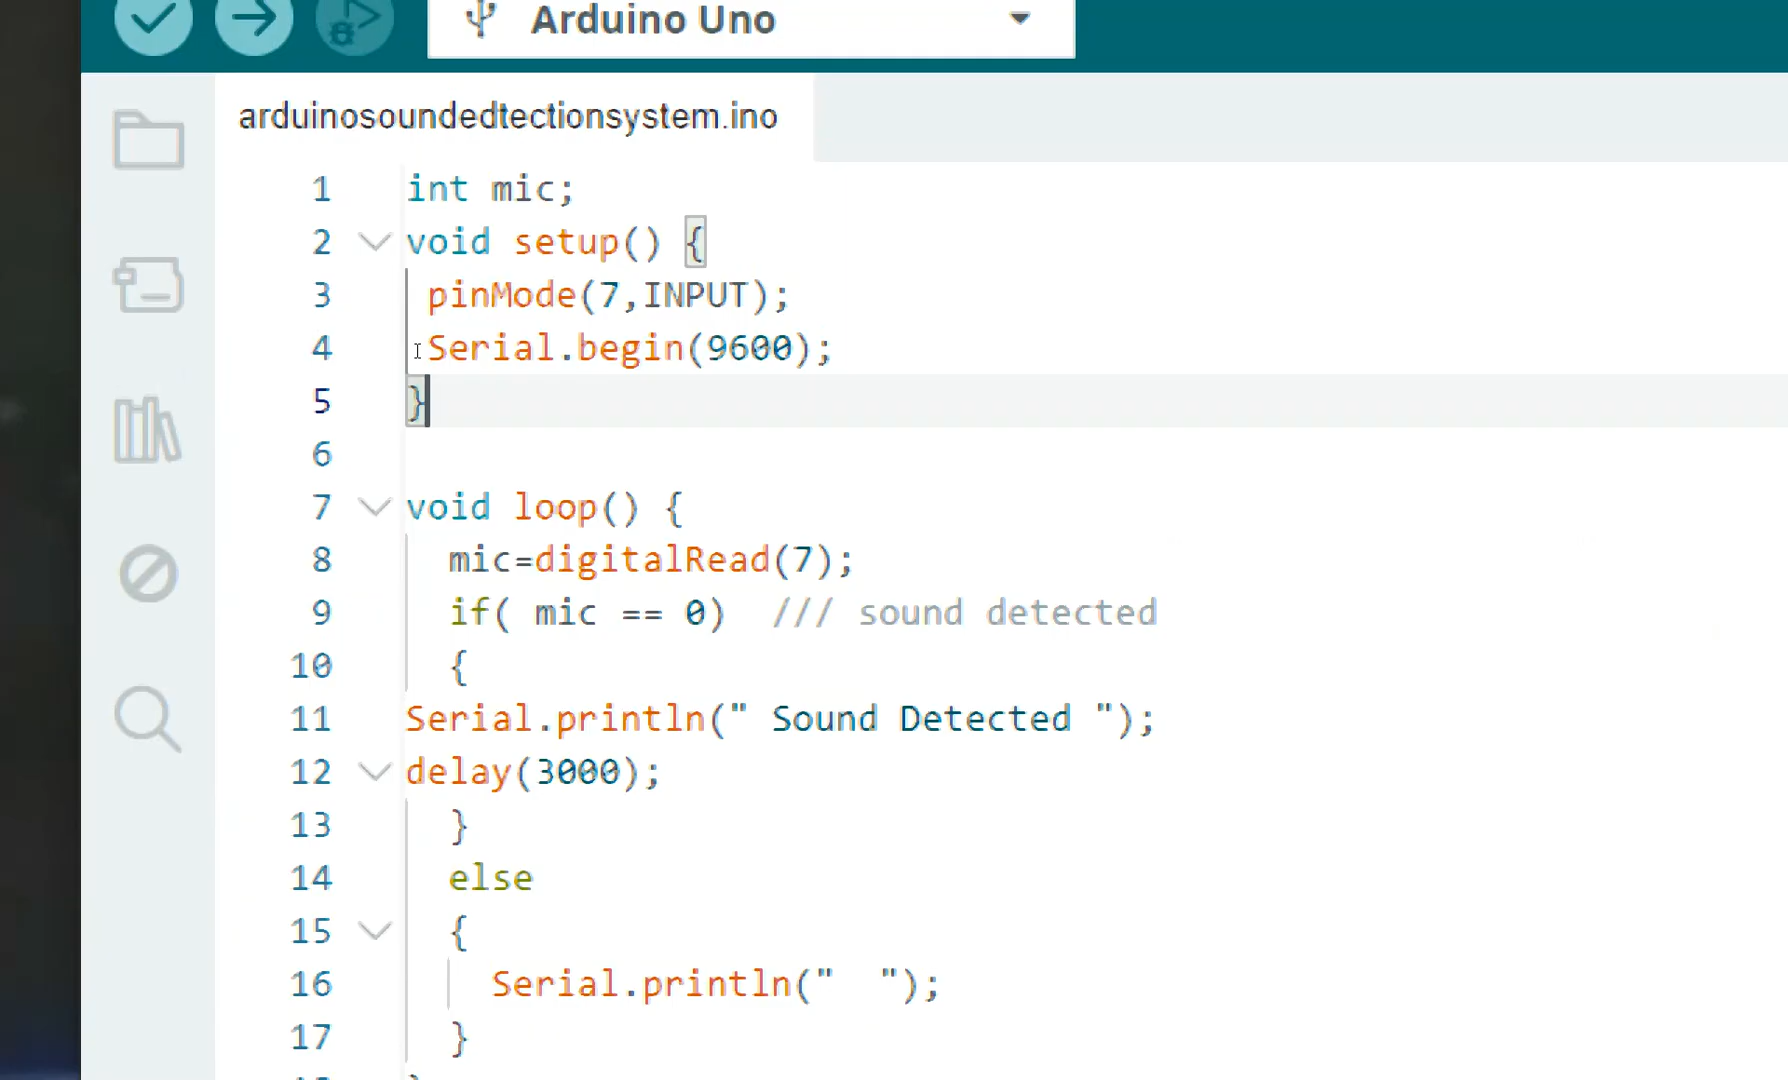 Arduino Uno
arduinosoundedtectionsystem.ino
1 int mic;
2 void setup() {
3 pinMode(7,INPUT);
4 Serial.begin(9600);
5 }
6
7 void loop() {
8 mic=digitalRead(7);
9 if( mic == 0)  /// sound detected
10 {
11 Serial.println(" Sound Detected ");
12 delay(3000);
13 }
14 else
15 {
16 Serial.println("  ");
17 }